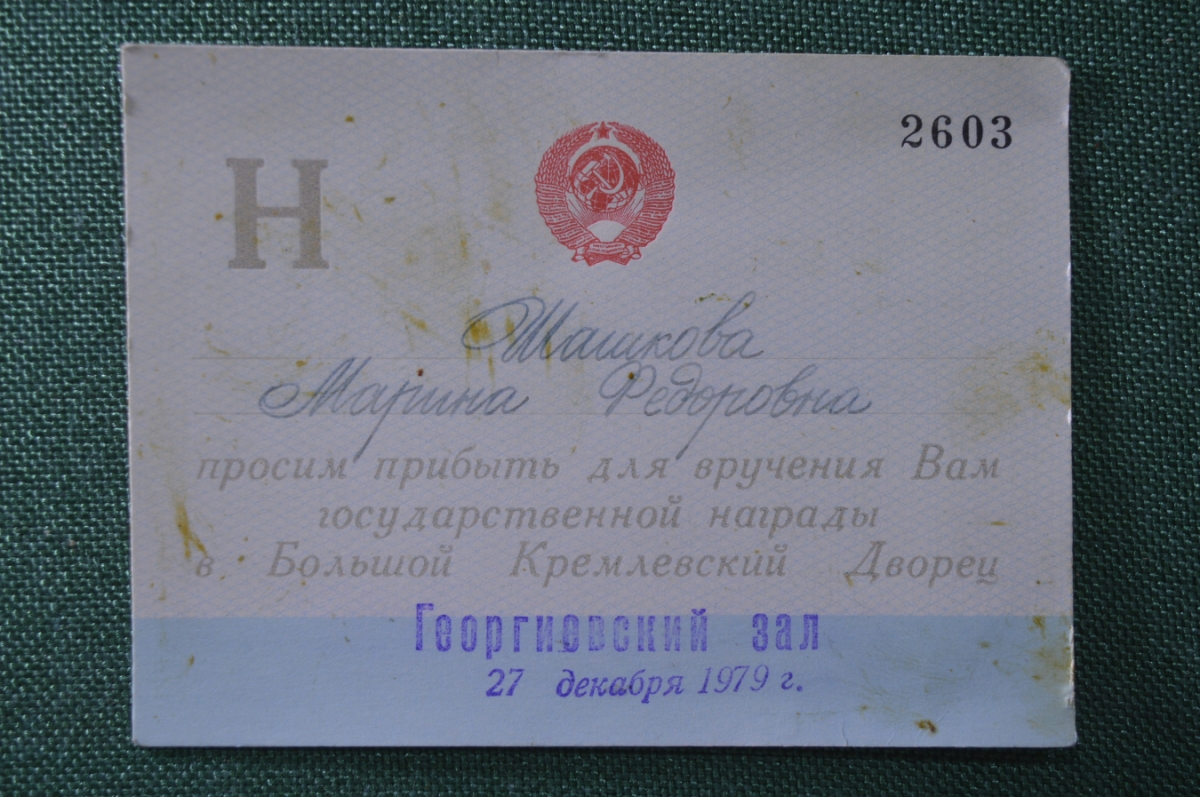 Н
2603
Шашкова
Марина Федоровна
просим прибыть для вручения Вам
государственной награды
в Большой Кремлевский Дворец
Георгиевский зал
27 декабря 1979 г.